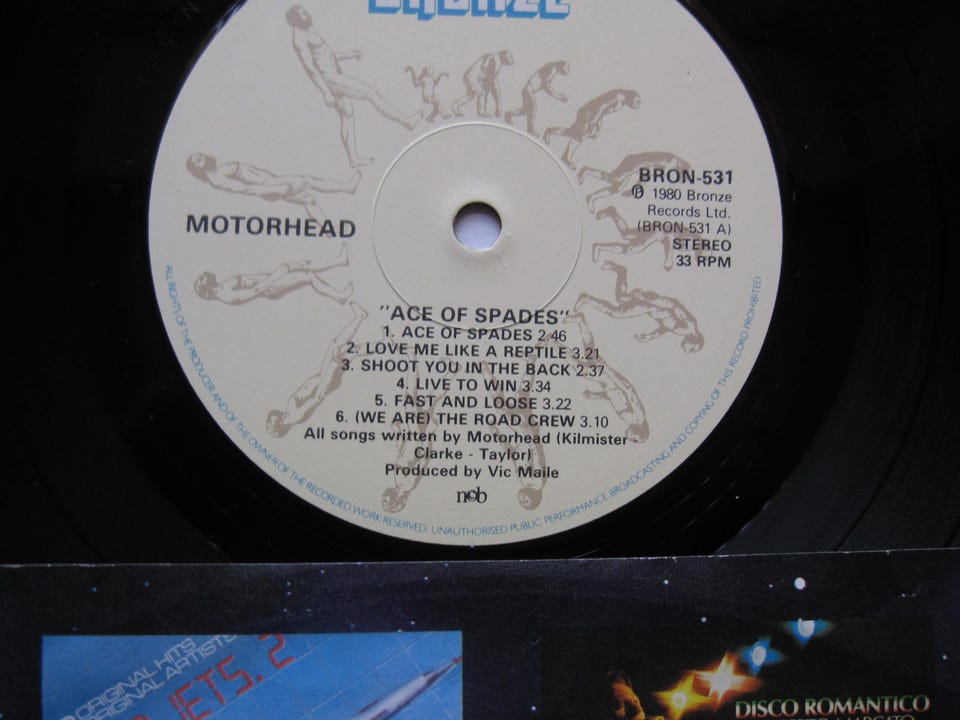 BRONZE
MOTORHEAD
BRON-531
℗ 1980 Bronze
Records Ltd.
(BRON-531 A)
STEREO
33 RPM
"ACE OF SPADES"
1. ACE OF SPADES 2.46
2. LOVE ME LIKE A REPTILE 3.21
3. SHOOT YOU IN THE BACK 2.37
4. LIVE TO WIN 3.34
5. FAST AND LOOSE 3.22
6. (WE ARE) THE ROAD CREW 3.10
All songs written by Motorhead (Kilmister -
Clarke - Taylor)
Produced by Vic Maile
ncb
ALL RIGHTS OF THE PRODUCER AND OF THE OWNER OF THE RECORDED WORK RESERVED. UNAUTHORISED PUBLIC PERFORMANCE, BROADCASTING AND COPYING OF THIS RECORD PROHIBITED.
ORIGINAL HITS
ORIGINAL ARTISTS
JETS. 2
DISCO ROMANTICO